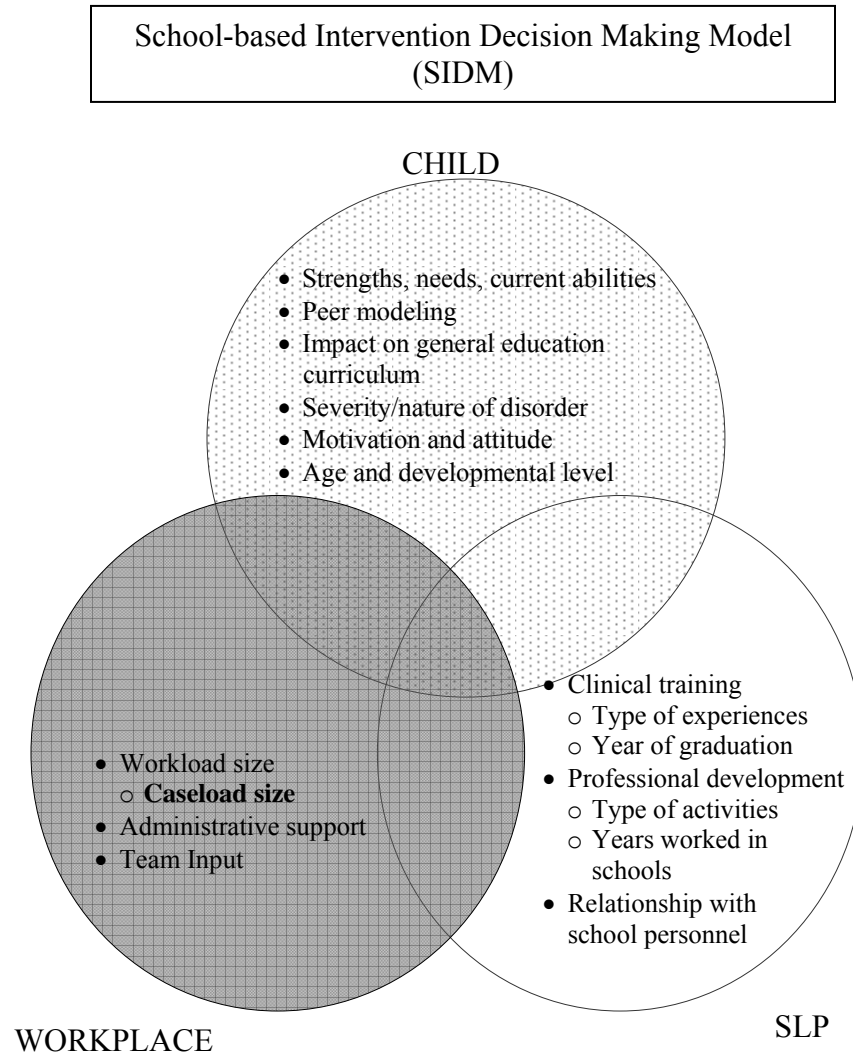 School-based Intervention Decision Making Model
(SIDM)
CHILD
• Strengths, needs, current abilities
• Peer modeling
• Impact on general education
curriculum
• Severity/nature of disorder
• Motivation and attitude
• Age and developmental level
• Workload size
o Caseload size
• Administrative support
• Team Input
• Clinical training
o Type of experiences
o Year of graduation
• Professional development
o Type of activities
o Years worked in
schools
• Relationship with
school personnel
WORKPLACE
SLP